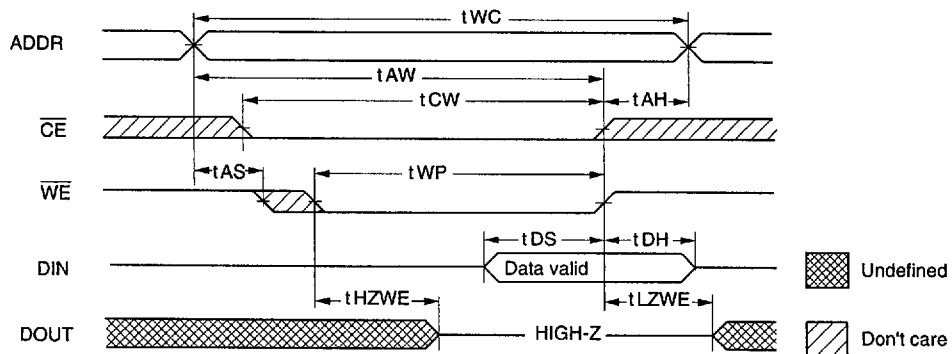 tWC
ADDR
tAW
tCW
tAH
CE
tAS
tWP
WE
tDS
tDH
DIN
Data valid
Undefined
tHZWE
tLZWE
DOUT
HIGH-Z
Don't care